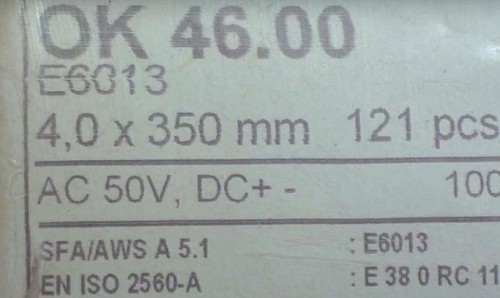 OK 46.00
E6013
4,0 x 350 mm 121 pcs
AC 50V, DC+ - 100
SFA/AWS A 5.1 : E6013
EN ISO 2560-A : E 38 0 RC 11